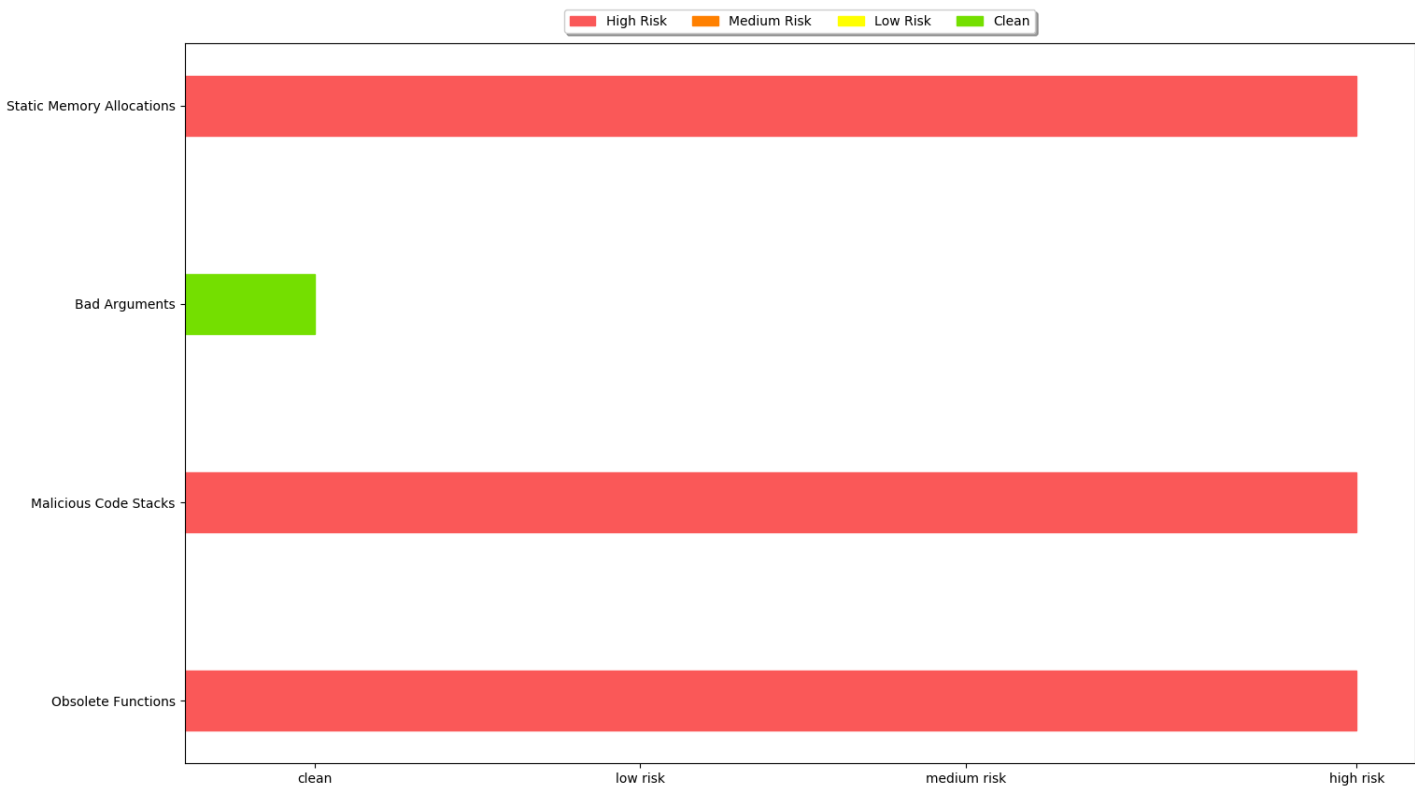 High Risk Medium Risk Low Risk Clean
Static Memory Allocations
Bad Arguments
Malicious Code Stacks
Obsolete Functions
clean low risk medium risk high risk